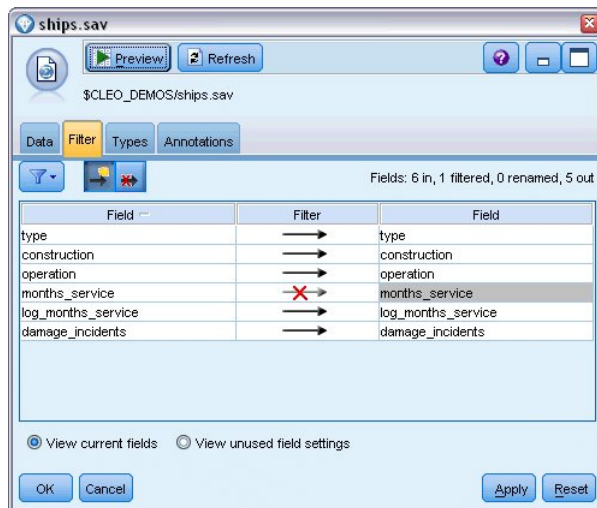 ships.sav
Preview Refresh
$CLEO_DEMOS/ships.sav
Data Filter Types Annotations
Fields: 6 in, 1 filtered, 0 renamed, 5 out
Field Filter Field
type type
construction construction
operation operation
months_service months_service
log_months_service log_months_service
damage_incidents damage_incidents
View current fields View unused field settings
OK Cancel Apply Reset